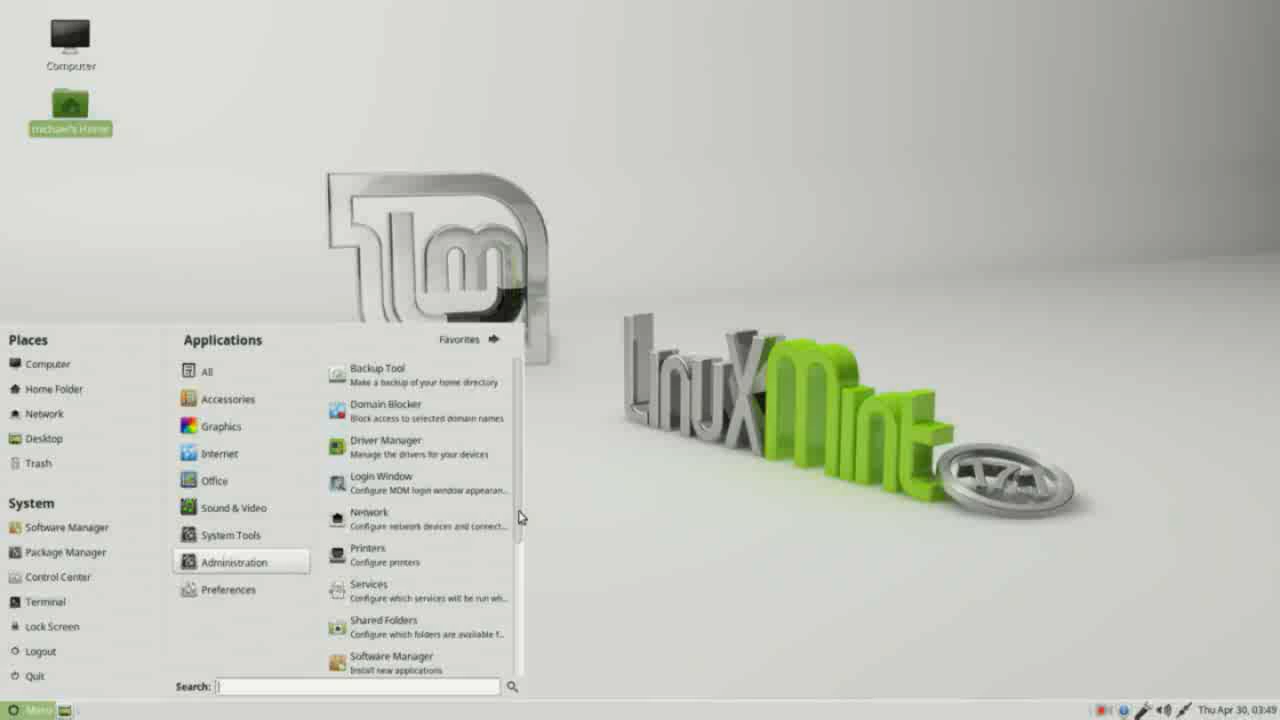 Computer
michael's Home
LinuxMint
17.1
Places
Computer
Home Folder
Network
Desktop
Trash
System
Software Manager
Package Manager
Control Center
Terminal
Lock Screen
Logout
Quit
Applications
Favorites
All
Accessories
Graphics
Internet
Office
Sound & Video
System Tools
Administration
Preferences
Backup Tool
Make a backup of your home directory
Domain Blocker
Block access to selected domain names
Driver Manager
Manage the drivers for your devices
Login Window
Configure MDM login window appearan...
Network
Configure network devices and connect...
Printers
Configure printers
Services
Configure which services will be run wh...
Shared Folders
Configure which folders are available f...
Software Manager
Install new applications
Search:
Menu
Thu Apr 30, 03:49